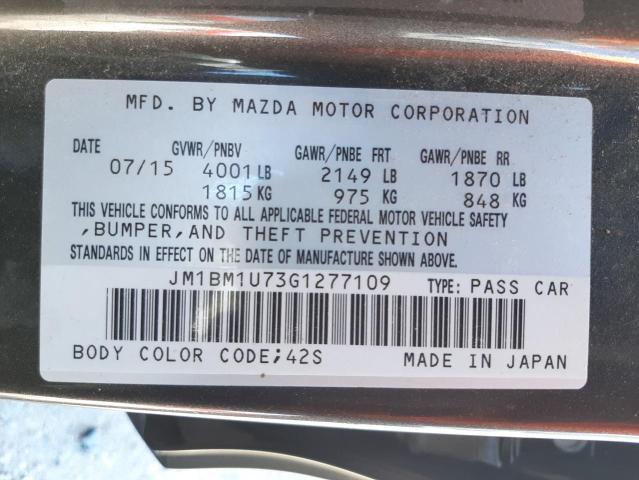 MFD. BY MAZDA MOTOR CORPORATION
DATE GVWR/PNBV GAWR/PNBE FRT GAWR/PNBE RR
07/15 4001 LB 2149 LB 1870 LB
1815 KG 975 KG 848 KG
THIS VEHICLE CONFORMS TO ALL APPLICABLE FEDERAL MOTOR VEHICLE SAFETY
,BUMPER,AND THEFT PREVENTION
STANDARDS IN EFFECT ON THE DATE OF MANUFACTURE SHOWN ABOVE.
JM1BM1U73G1277109 TYPE: PASS CAR
BODY COLOR CODE;42S MADE IN JAPAN